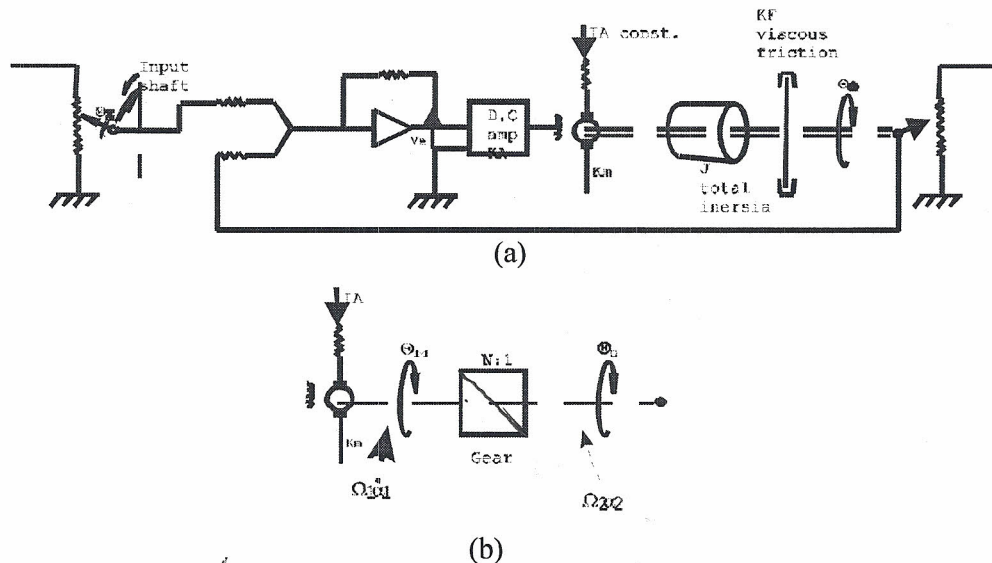 KF
viscous
friction
IA const.
Input
shaft
D.C
amp
KA
Ve
Km
J
total
inersia
(a)
IA
N:1
Km
Gear
(b)